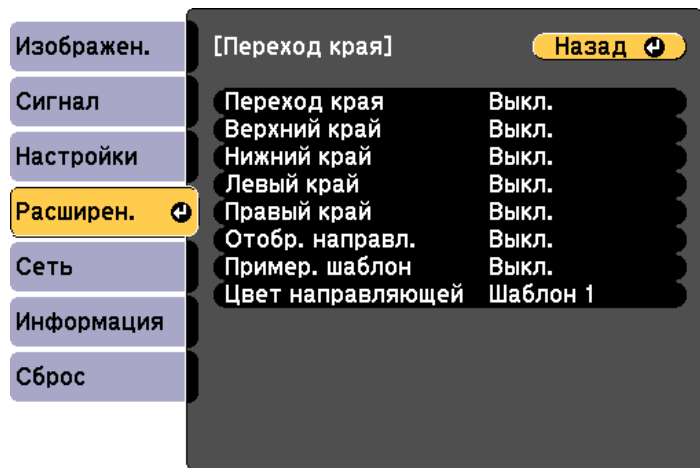 Изображен.
Сигнал
Настройки
Расширен.
Сеть
Информация
Сброс
[Переход края] Назад
Переход края Выкл.
Верхний край Выкл.
Нижний край Выкл.
Левый край Выкл.
Правый край Выкл.
Отобр. направл. Выкл.
Пример. шаблон Выкл.
Цвет направляющей Шаблон 1